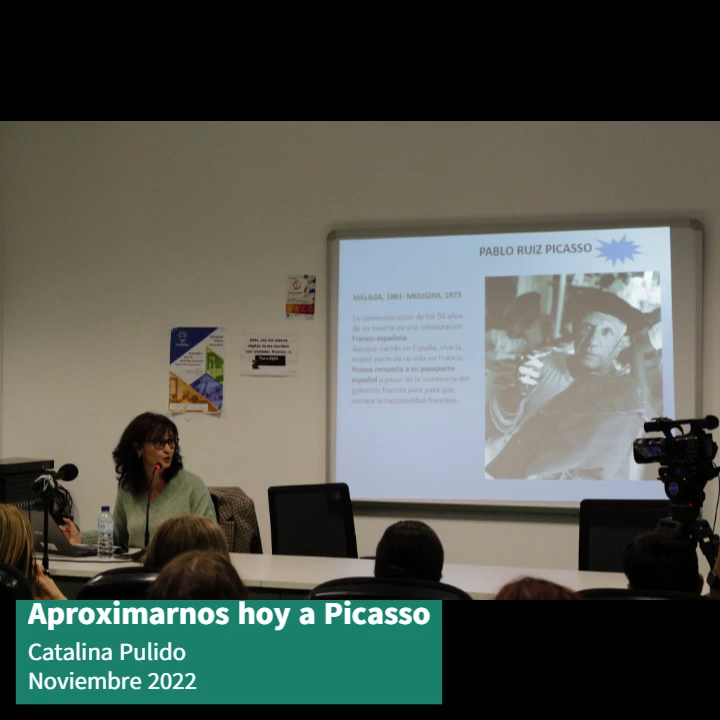 PABLO RUIZ PICASSO
MÁLAGA, 1881- MOUGINS, 1973
La conmemoración de los 50 años
de su muerte es una colaboración
Franco-española.
Aunque nacido en España, vive la
mayor parte de su vida en Francia
Nunca renuncia a su pasaporte
español a pesar de la insistencia del
gobierno francés para que
tomara la nacionalidad francesa.
Aproximarnos hoy a Picasso
Catalina Pulido
Noviembre 2022